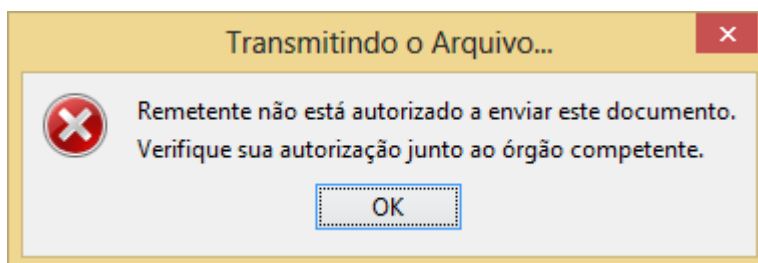 Transmitindo o Arquivo...
Remetente não está autorizado a enviar este documento.
Verifique sua autorização junto ao órgão competente.
OK